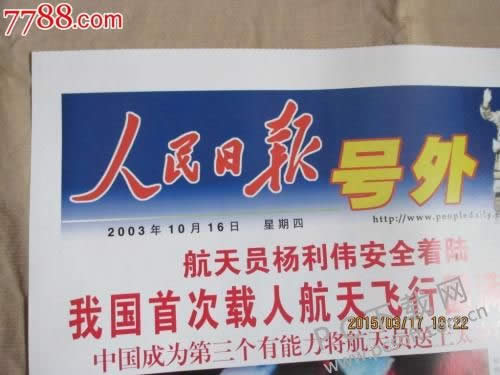 7788.com
人民日报
号外
http://www.peopledaily.c
2003年10月16日 星期四
航天员杨利伟安全着陆
我国首次载人航天飞行
中国成为第三个有能力将航天员送上太
2015/03/17 18:22